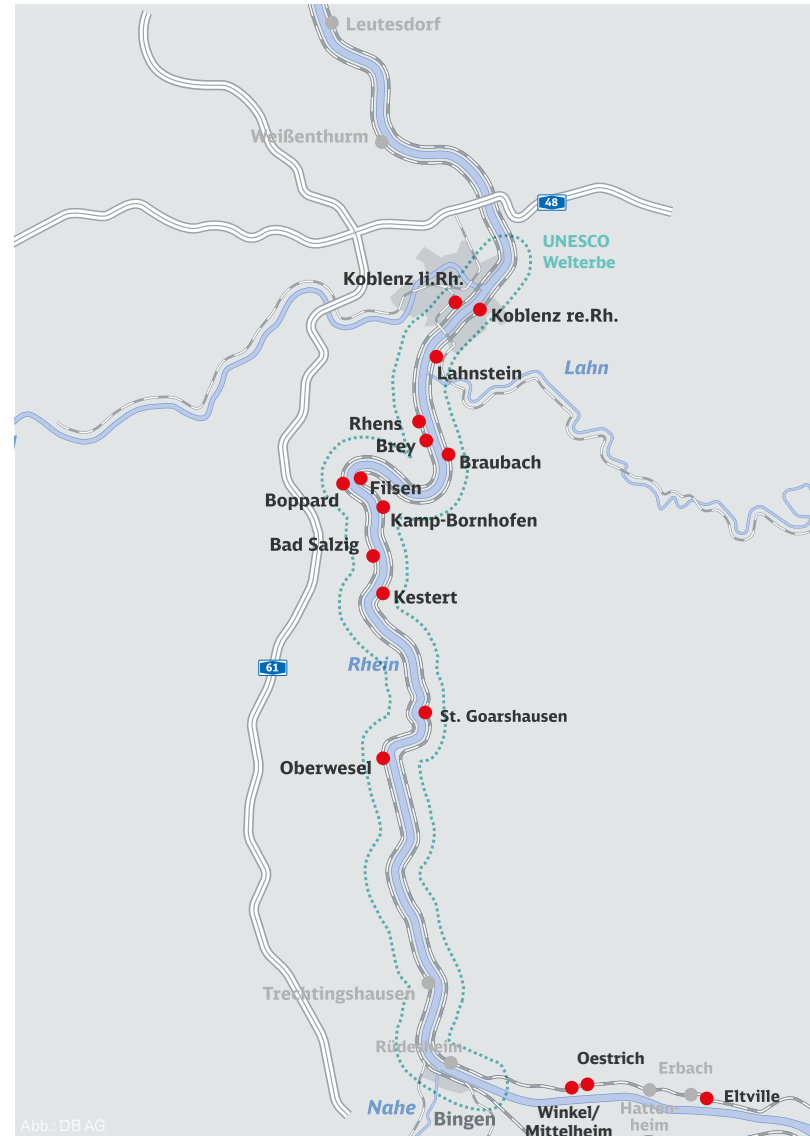 Leutesdorf
Weißenthurm
48
UNESCO
Welterbe
Koblenz li.Rh.
Koblenz re.Rh.
Lahn
Lahnstein
Rhens
Brey
Braubach
Filsen
Boppard
Kamp-Bornhofen
Bad Salzig
Kestert
Rhein
61
St. Goarshausen
Oberwesel
Trechtingshausen
Rüdesheim
Oestrich
Erbach
Eltville
Nahe
Bingen
Winkel/
Mittelheim
Hatten-
heim
Abb.: DB AG